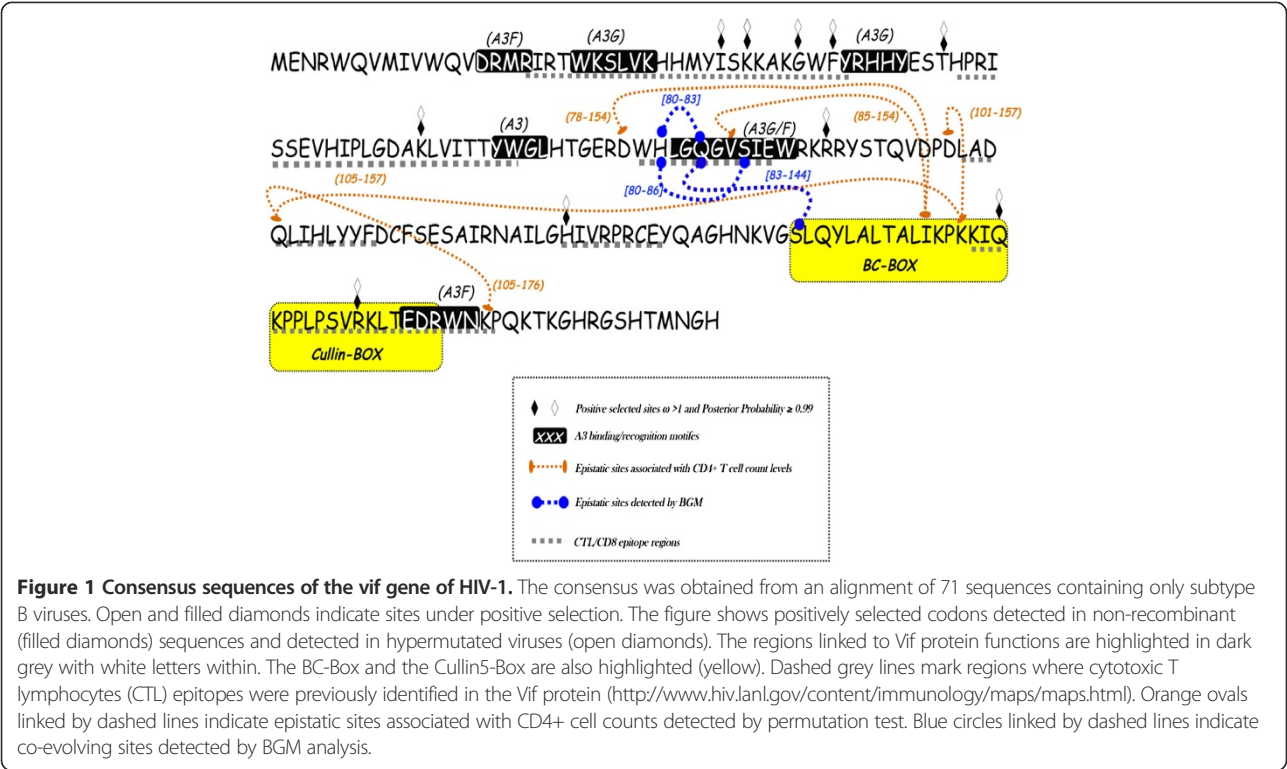 (A3F) (A3G) (A3G)
MENRWQVMIVWQVDRMRIRTWKSLVKHHMYISKKAKGWFYRHHYESTHPRI
(78-154) [80-83] (85-154) (101-157)
(A3) (A3G/F)
SSEVHIPLGDAKLVITTYWGLHTGERDWHLGQGVSIEWRKRRYSTQVDPDLAD
(105-157) [80-86] [83-144]
QLIHLYYFDCFSESAIRNAILGHIVRPRCEYQAGHNKVGSLQYLALTALIKPKKIQ
BC-BOX
(A3F) (105-176)
KPPLPSVRKLTEDRWNKPQKTKGHRGSHTMNGH
Cullin-BOX
Positive selected sites ω >1 and Posterior Probability ≥ 0.99
XXX A3 binding/recognition motifes
Epistatic sites associated with CD4+ T cell count levels
Epistatic sites detected by BGM
CTL/CD8 epitope regions
Figure 1 Consensus sequences of the vif gene of HIV-1. The consensus was obtained from an alignment of 71 sequences containing only subtype
B viruses. Open and filled diamonds indicate sites under positive selection. The figure shows positively selected codons detected in non-recombinant
(filled diamonds) sequences and detected in hypermutated viruses (open diamonds). The regions linked to Vif protein functions are highlighted in dark
grey with white letters within. The BC-Box and the Cullin5-Box are also highlighted (yellow). Dashed grey lines mark regions where cytotoxic T
lymphocytes (CTL) epitopes were previously identified in the Vif protein (http://www.hiv.lanl.gov/content/immunology/maps/maps.html). Orange ovals
linked by dashed lines indicate epistatic sites associated with CD4+ cell counts detected by permutation test. Blue circles linked by dashed lines indicate
co-evolving sites detected by BGM analysis.